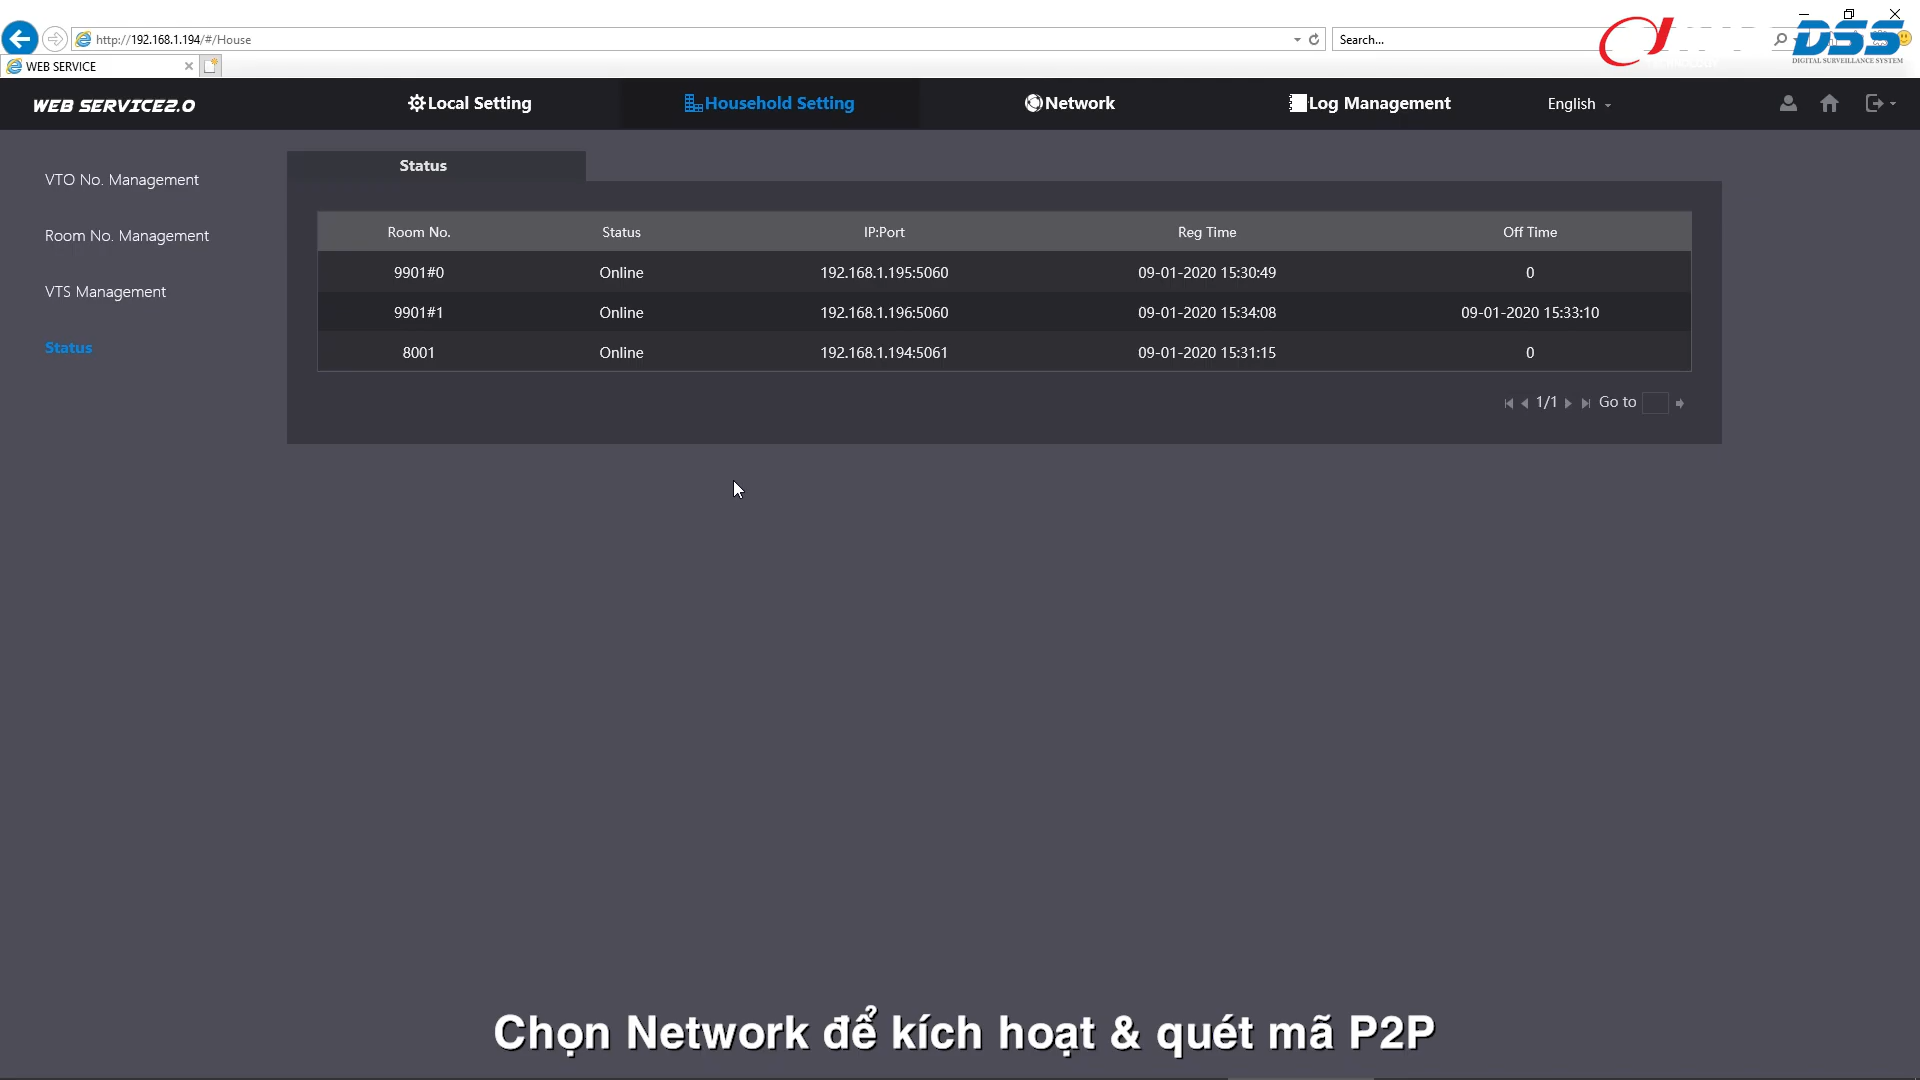 http://192.168.1.194/#/House
Search...
DSS
DIGITAL SURVEILLANCE SYSTEM
WEB SERVICE
WEB SERVICE2.0
Local Setting
Household Setting
Network
Log Management
English
VTO No. Management
Room No. Management
VTS Management
Status
Status
Room No. Status IP:Port Reg Time Off Time
9901#0 Online 192.168.1.195:5060 09-01-2020 15:30:49 0
9901#1 Online 192.168.1.196:5060 09-01-2020 15:34:08 09-01-2020 15:33:10
8001 Online 192.168.1.194:5061 09-01-2020 15:31:15 0
1/1 Go to
Chọn Network để kích hoạt & quét mã P2P